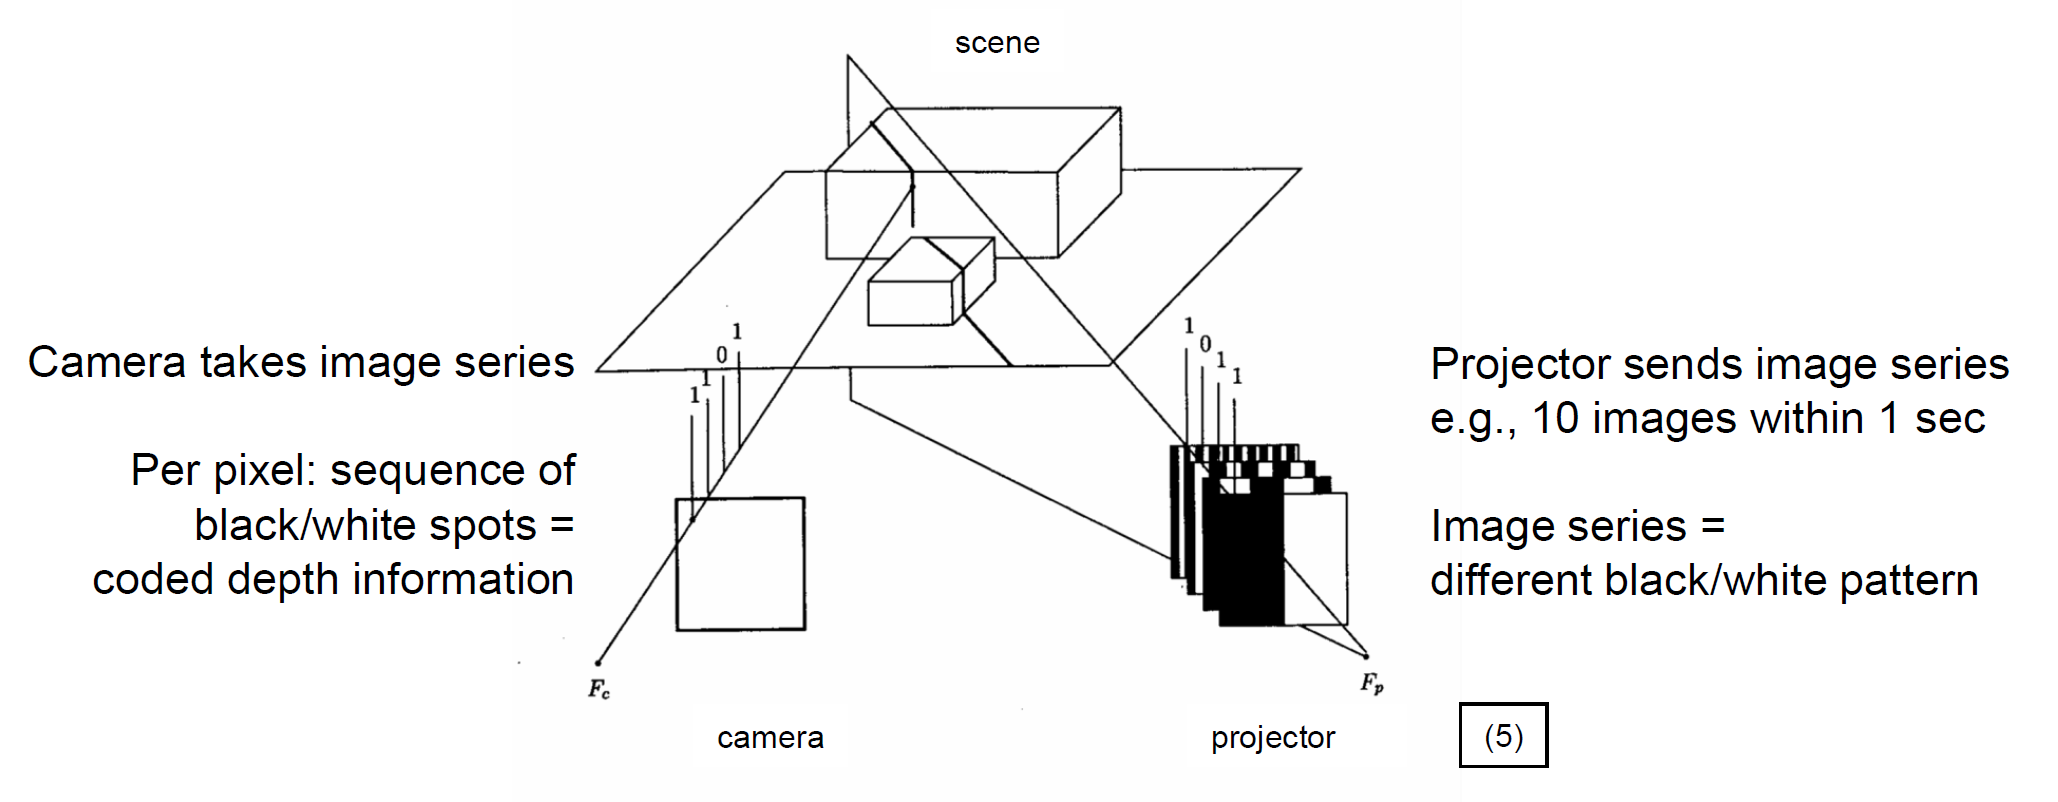 scene
Camera takes image series
Per pixel: sequence of
black/white spots =
coded depth information
1
1
0
1
1
0
1
1
Projector sends image series
e.g., 10 images within 1 sec
Image series =
different black/white pattern
Fc
Fp
camera
projector
(5)